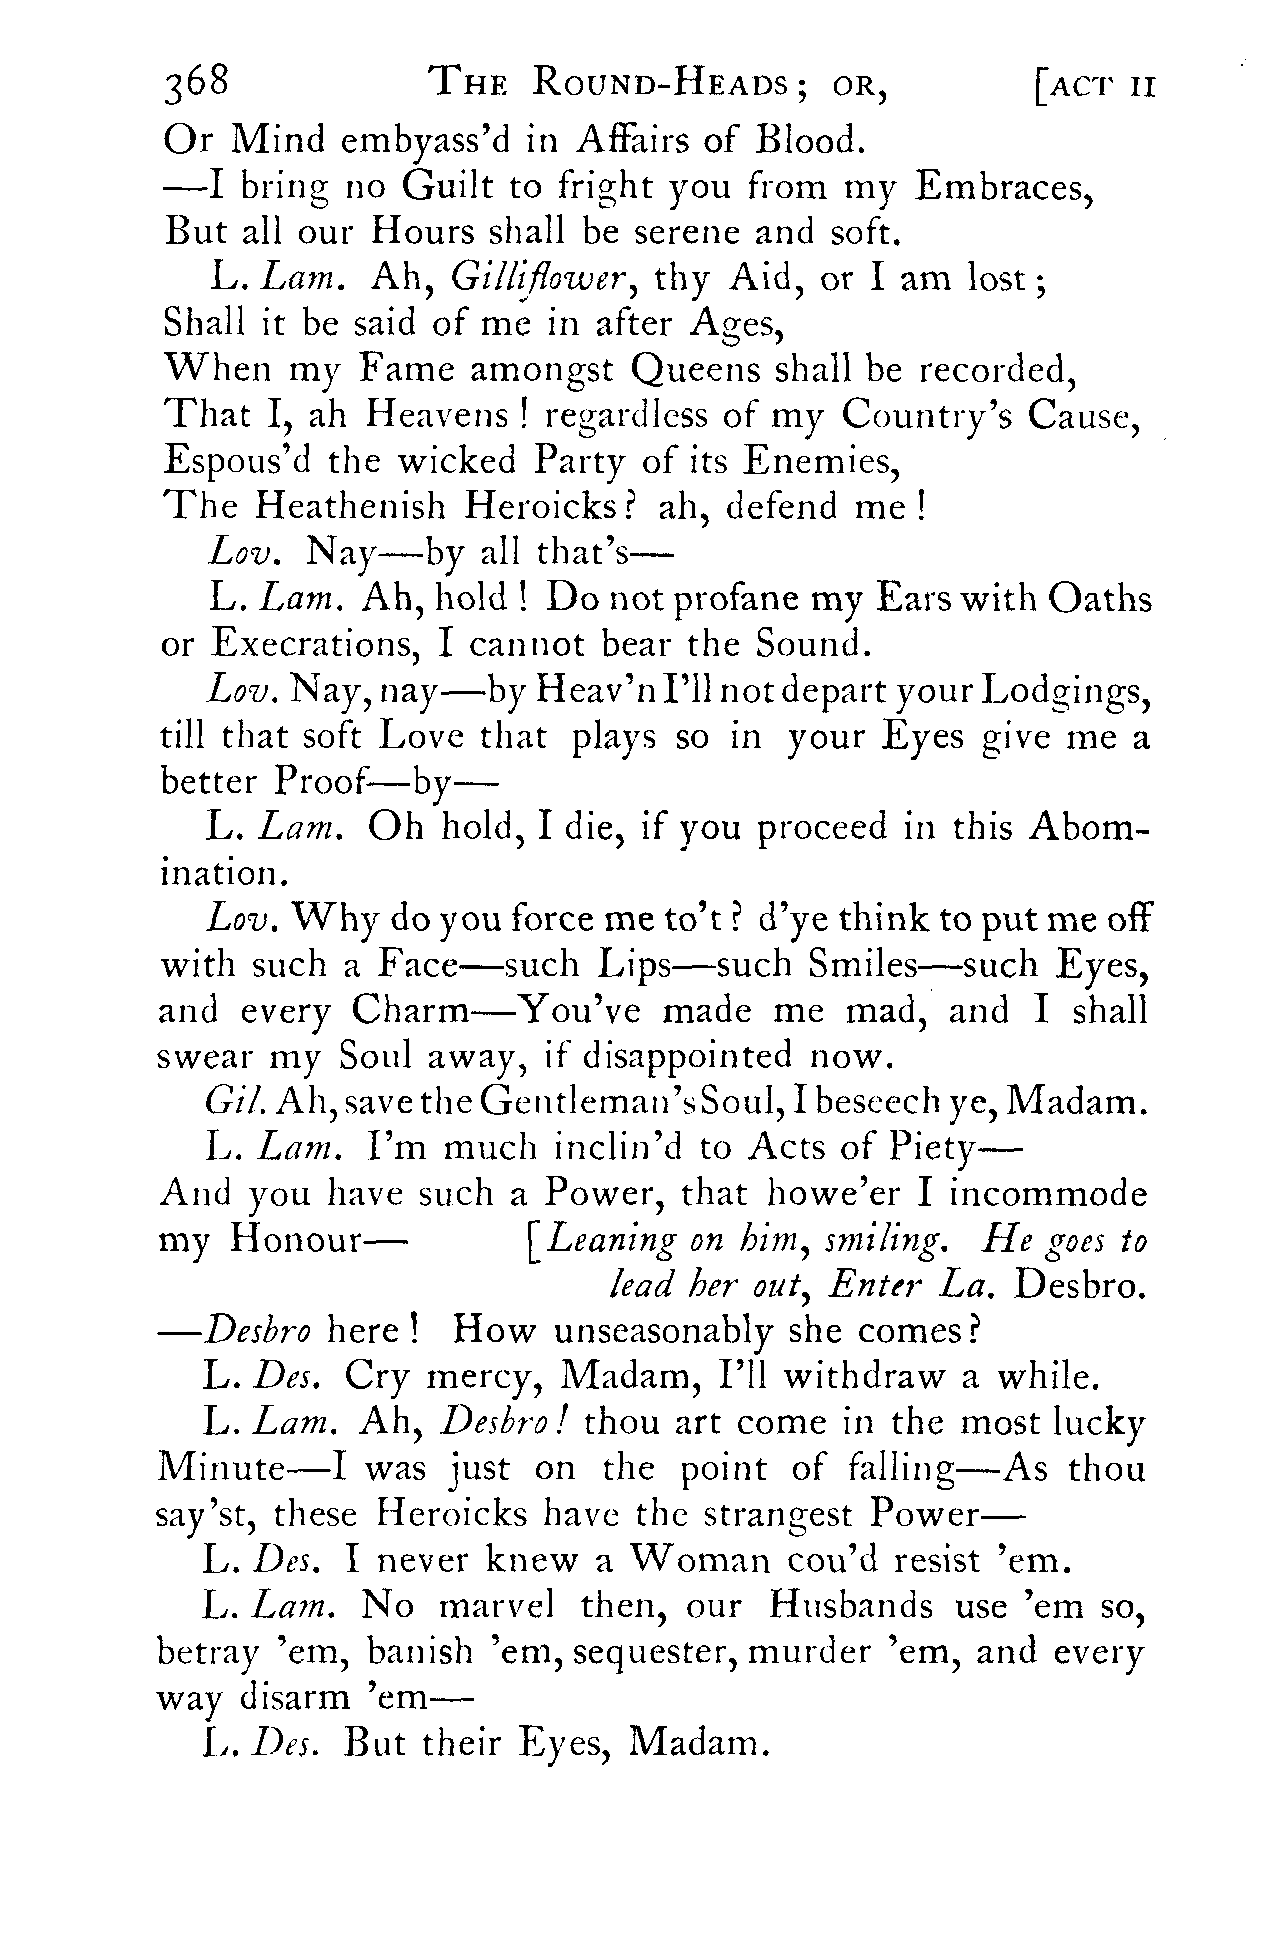 368 The Round-Heads; or, [act ii
Or Mind embyass'd in Affairs of Blood.
—I bring no Guilt to fright you from my Embraces,
But all our Hours shall be serene and soft.
L. Lam. Ah, Gilliflower, thy Aid, or I am lost;
Shall it be said of me in after Ages,
When my Fame amongst Queens shall be recorded,
That I, ah Heavens! regardless of my Country's Cause,
Espous'd the wicked Party of its Enemies,
The Heathenish Heroicks? ah, defend me!
Lov. Nay—by all that's—
L. Lam. Ah, hold! Do not profane my Ears with Oaths
or Execrations, I cannot bear the Sound.
Lov. Nay, nay—by Heav'n I'll not depart your Lodgings,
till that soft Love that plays so in your Eyes give me a
better Proof—by—
L. Lam. Oh hold, I die, if you proceed in this Abom-
ination.
Lov. Why do you force me to't? d'ye think to put me off
with such a Face—such Lips—such Smiles—such Eyes,
and every Charm—You've made me mad, and I shall
swear my Soul away, if disappointed now.
Gil. Ah, save the Gentleman's Soul, I beseech ye, Madam.
L. Lam. I'm much inclin'd to Acts of Piety—
And you have such a Power, that howe'er I incommode
my Honour— [Leaning on him, smiling. He goes to
lead her out, Enter La. Desbro.
—Desbro here! How unseasonably she comes?
L. Des. Cry mercy, Madam, I'll withdraw a while.
L. Lam. Ah, Desbro! thou art come in the most lucky
Minute—I was just on the point of falling—As thou
say'st, these Heroicks have the strangest Power—
L. Des. I never knew a Woman cou'd resist 'em.
L. Lam. No marvel then, our Husbands use 'em so,
betray 'em, banish 'em, sequester, murder 'em, and every
way disarm 'em—
L. Des. But their Eyes, Madam.